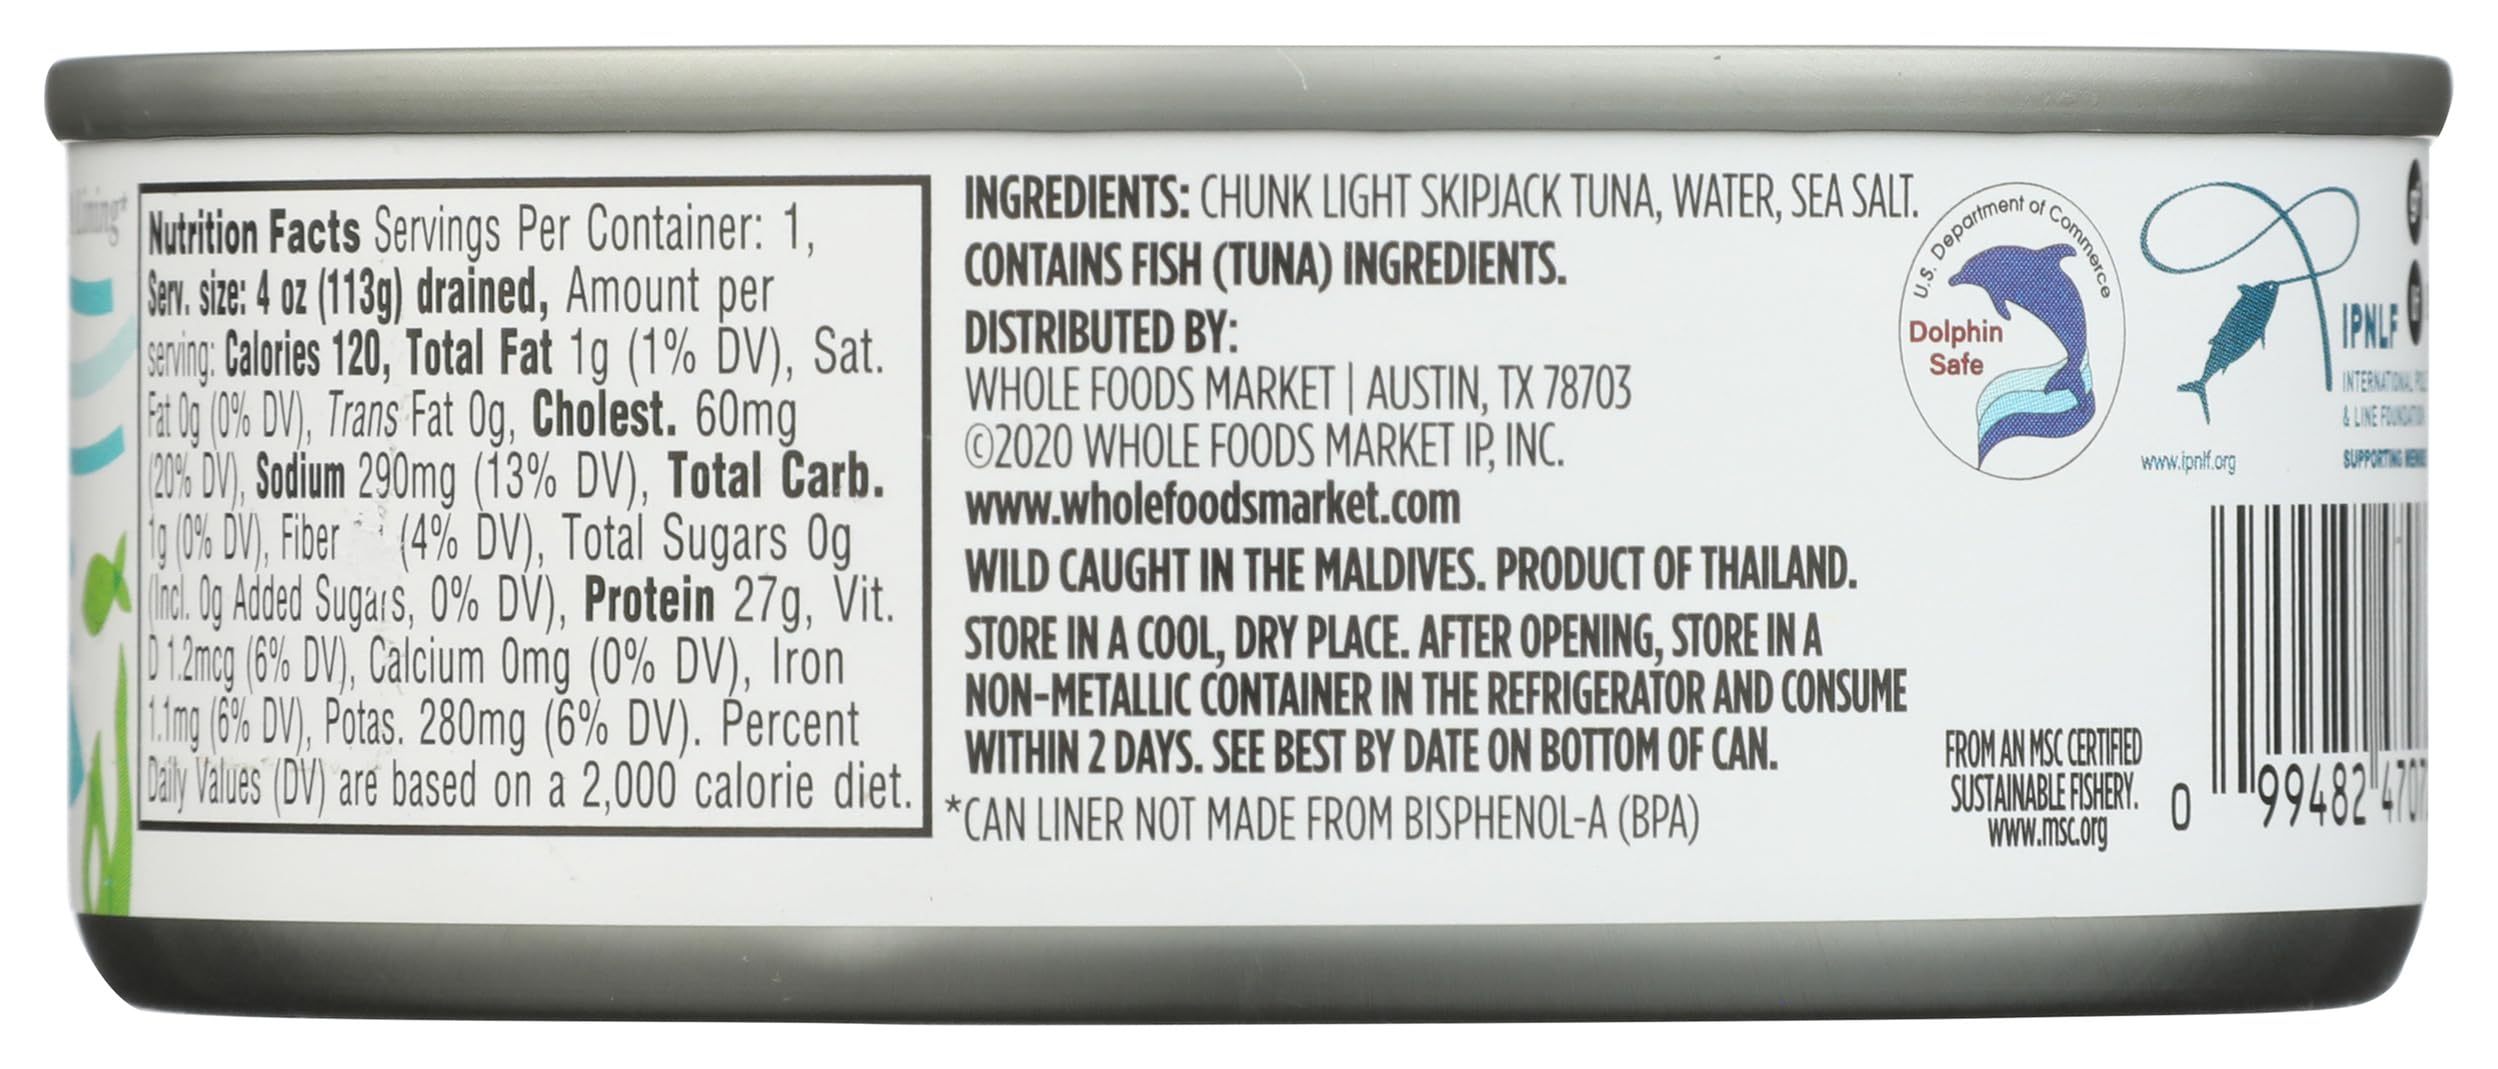 Nutrition Facts Servings Per Container: 1,
Serv. size: 4 oz (113g) drained, Amount per
serving: Calories 120, Total Fat 1g (1% DV), Sat.
Fat 0g (0% DV), Trans Fat 0g, Cholest. 60mg
(20% DV), Sodium 290mg (13% DV), Total Carb.
1g (0% DV), Fiber (4% DV), Total Sugars 0g
(Incl. 0g Added Sugars, 0% DV), Protein 27g, Vit.
D 1.2mcg (6% DV), Calcium 0mg (0% DV), Iron
1.1mg (6% DV), Potas. 280mg (6% DV). Percent
Daily Values (DV) are based on a 2,000 calorie diet.
INGREDIENTS: CHUNK LIGHT SKIPJACK TUNA, WATER, SEA SALT.
CONTAINS FISH (TUNA) INGREDIENTS.
DISTRIBUTED BY:
WHOLE FOODS MARKET | AUSTIN, TX 78703
©2020 WHOLE FOODS MARKET IP, INC.
www.wholefoodsmarket.com
WILD CAUGHT IN THE MALDIVES. PRODUCT OF THAILAND.
STORE IN A COOL, DRY PLACE. AFTER OPENING, STORE IN A
NON-METALLIC CONTAINER IN THE REFRIGERATOR AND CONSUME
WITHIN 2 DAYS. SEE BEST BY DATE ON BOTTOM OF CAN.
*CAN LINER NOT MADE FROM BISPHENOL-A (BPA)
U.S. Department of Commerce
Dolphin
Safe
IPNLF
INTERNATIONAL
& LINE FOUNDATION
SUPPORTING
www.ipnlf.org
FROM AN MSC CERTIFIED
SUSTAINABLE FISHERY.
www.msc.org
0 99482 470